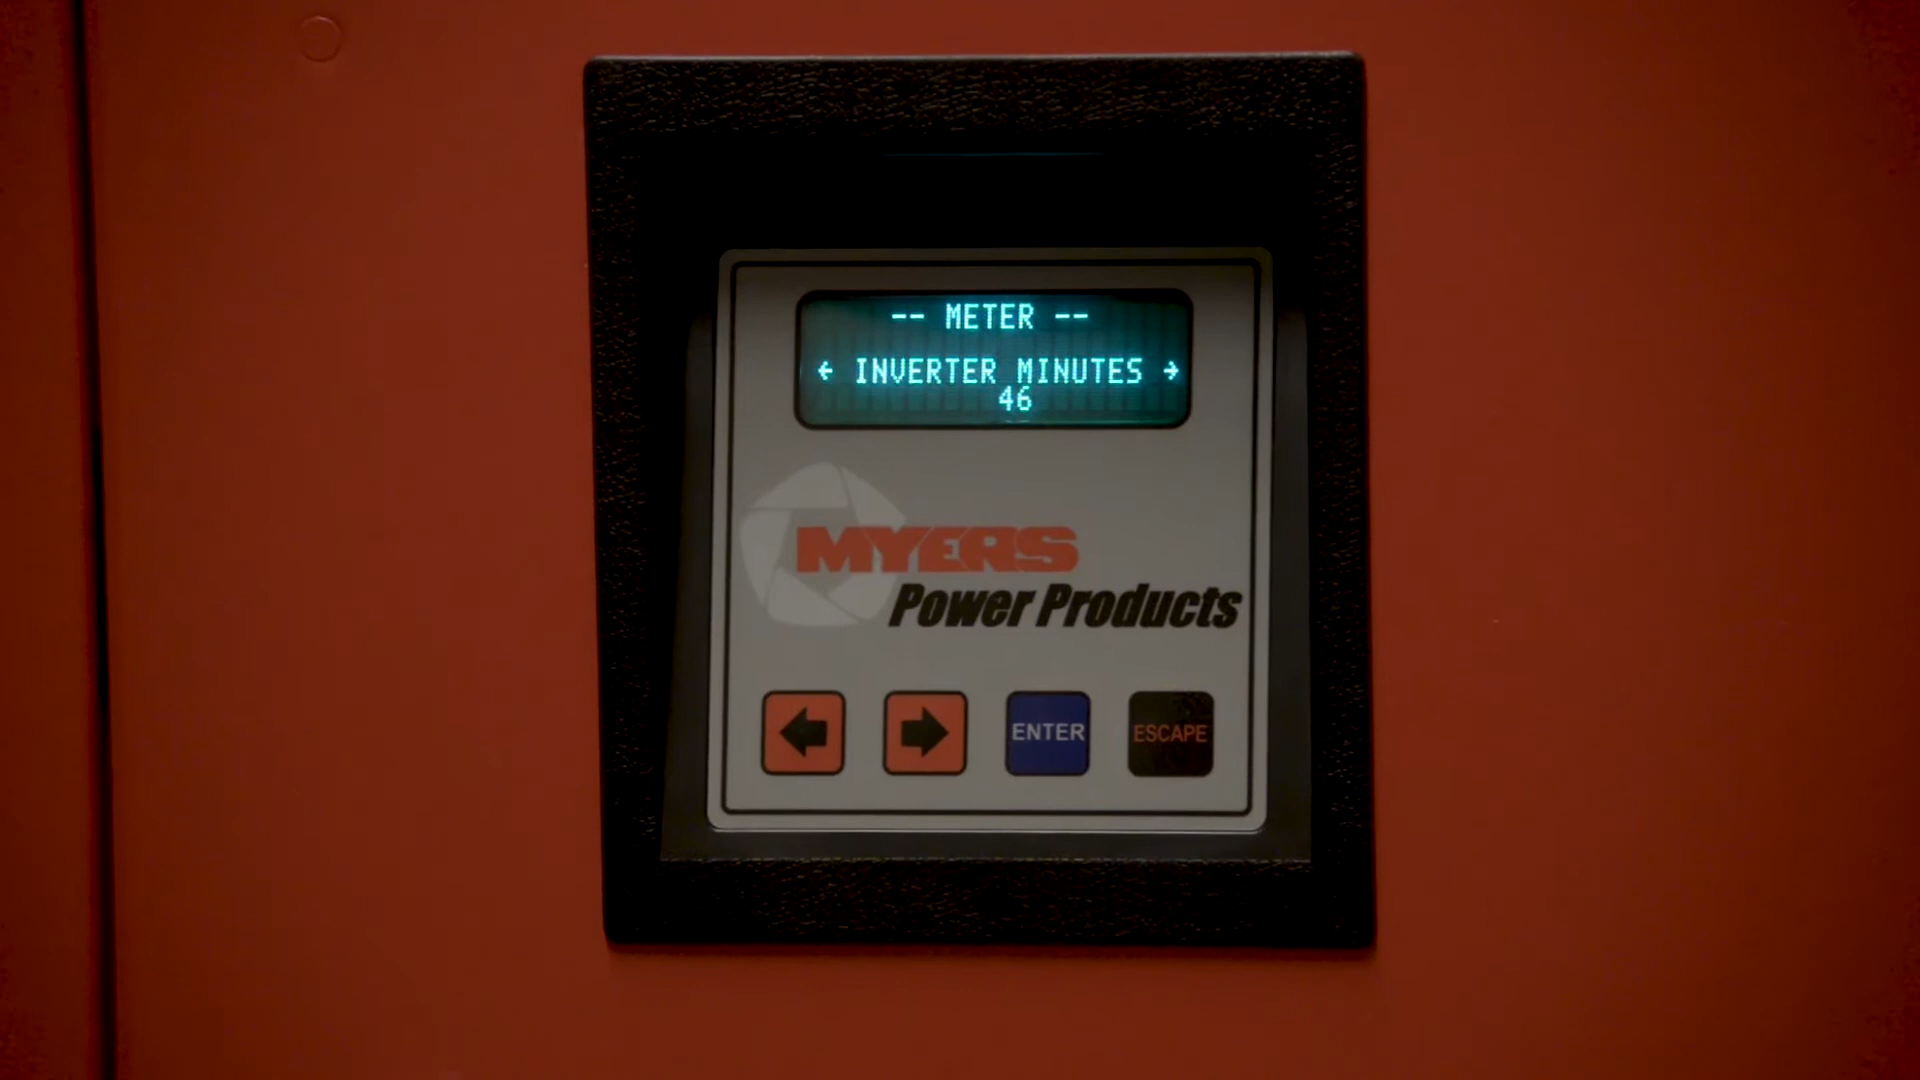 -- METER --
← INVERTER MINUTES →
46
MYERS
Power Products
ENTER
ESCAPE